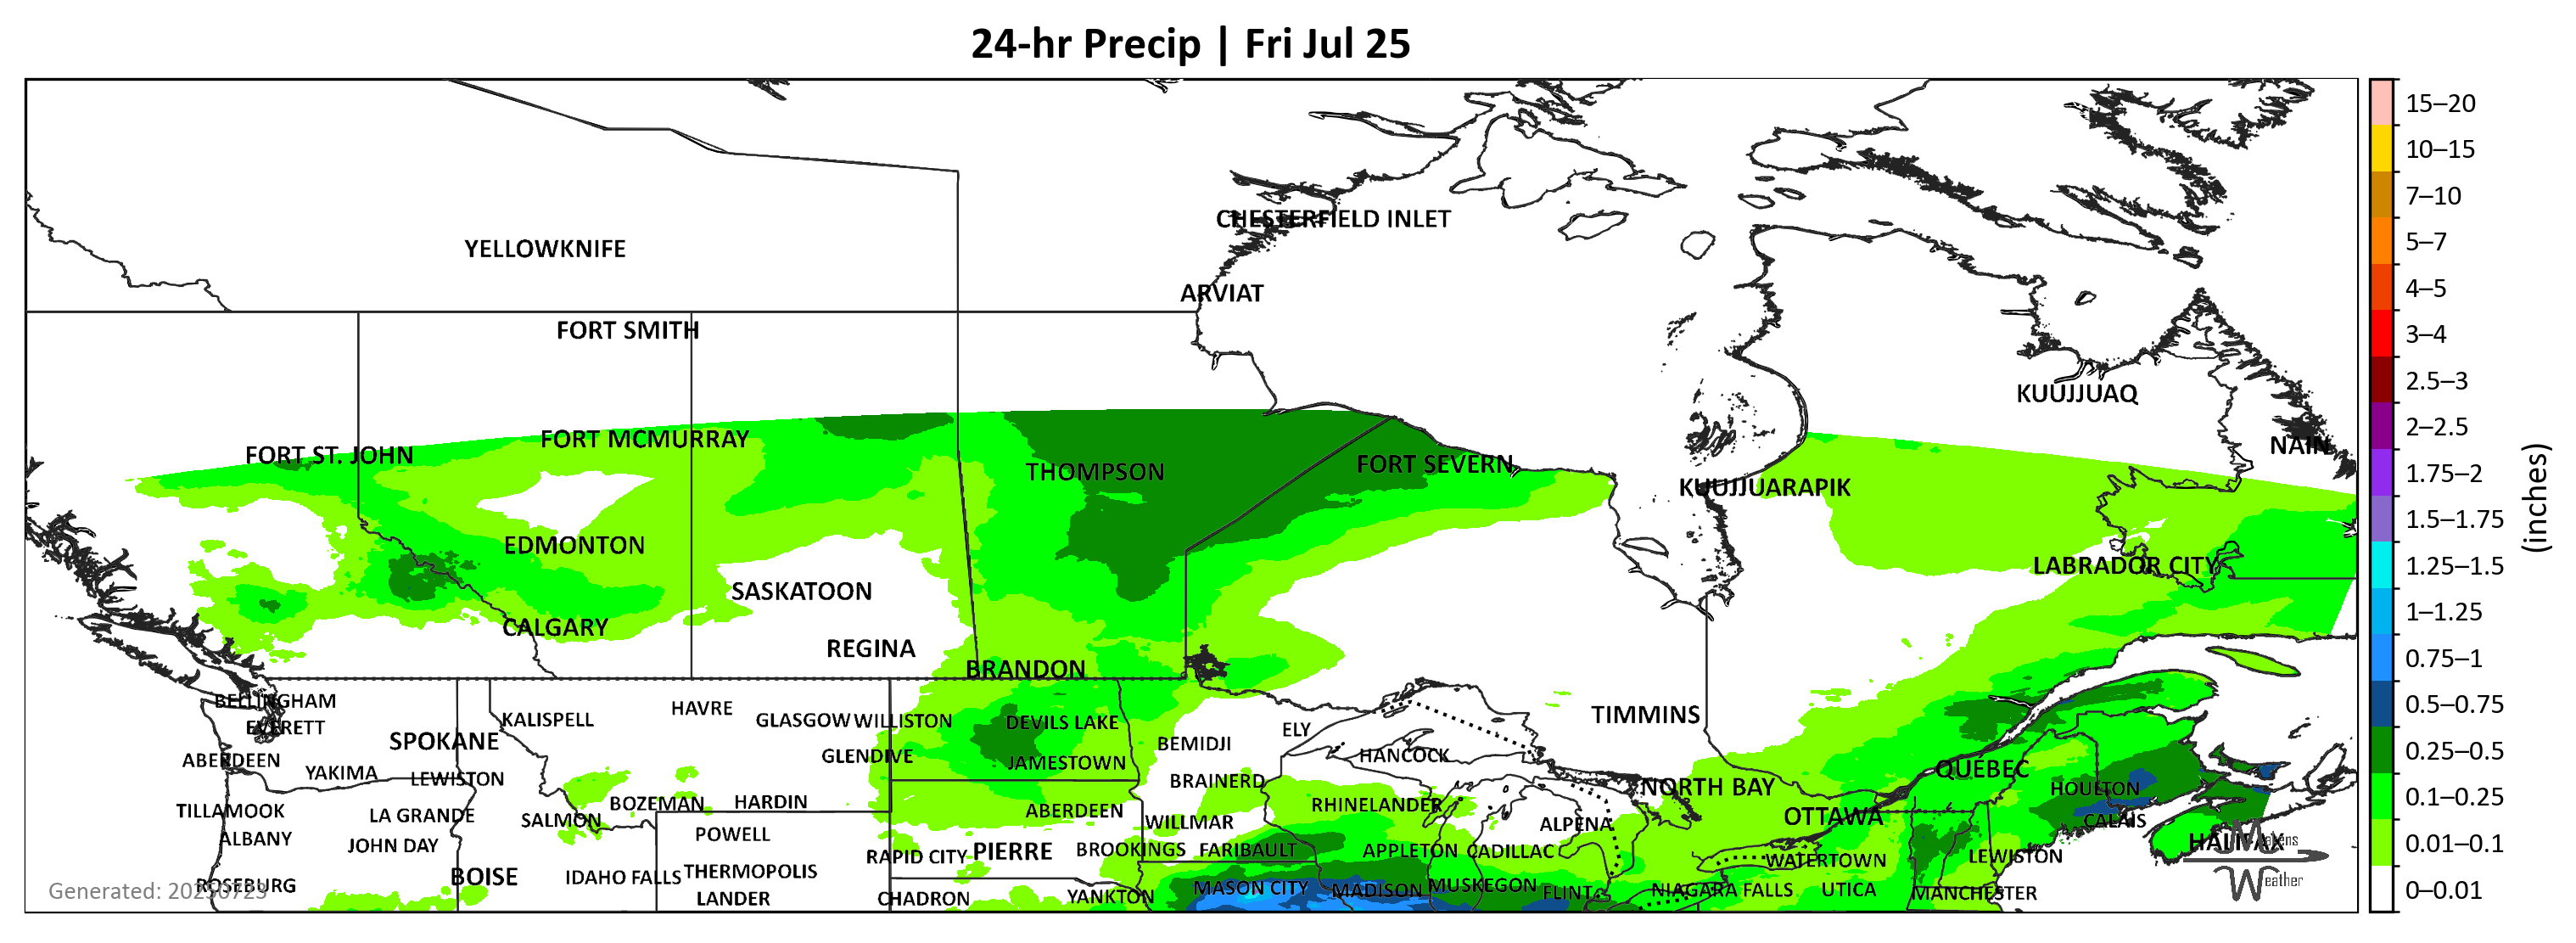 24-hr Precip | Fri Jul 25
CHESTERFIELD INLET
YELLOWKNIFE
ARVIAT
FORT SMITH
KUUJJUAQ
FORT MCMURRAY
NAIN
FORT ST. JOHN
THOMPSON
FORT SEVERN
KUUJJUARAPIK
EDMONTON
LABRADOR CITY
SASKATOON
CALGARY
REGINA
BRANDON
BELLINGHAM
HAVRE
KALISPELL
GLASGOW
WILLISTON
DEVILS LAKE
TIMMINS
EVERETT
ELY
SPOKANE
BEMIDJI
ABERDEEN
GLENDIVE
JAMESTOWN
HANCOCK
QUÉBEC
YAKIMA
LEWISTON
BRAINERD
NORTH BAY
HOULTON
BOZEMAN
HARDIN
RHINELANDER
TILLAMOOK
LA GRANDE
SALMON
ABERDEEN
WILLMAR
ALPENA
OTTAWA
CALAIS
ALBANY
JOHN DAY
POWELL
HALIFAX
RAPID CITY
PIERRE
BROOKINGS
FARIBAULT
APPLETON
CADILLAC
WATERTOWN
LEWISTON
ROSEBURG
BOISE
IDAHO FALLS
THERMOPOLIS
MASON CITY
MADISON
MUSKEGON
FLINT
NIAGARA FALLS
UTICA
MANCHESTER
LANDER
CHADRON
YANKTON
Generated: 20250723
Weather
15–20
10–15
7–10
5–7
4–5
3–4
2.5–3
2–2.5
1.75–2
1.5–1.75
1.25–1.5
1–1.25
0.75–1
0.5–0.75
0.25–0.5
0.1–0.25
0.01–0.1
0–0.01
(inches)